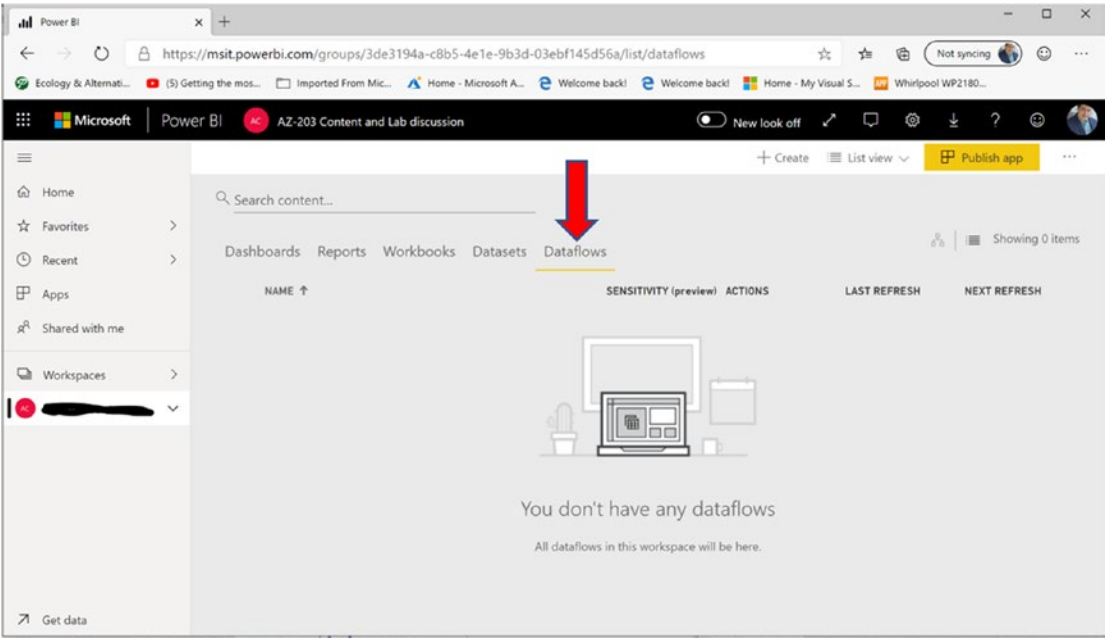 Power BI
https://msit.powerbi.com/groups/3de3194a-c8b5-4e1e-9b3d-03ebf145d56a/list/dataflows
Not syncing
Ecology & Alternati... (5) Getting the mos... Imported From Mic... Home - Microsoft A... Welcome back! Welcome back! Home - My Visual S... Whirlpool WP2180...
Microsoft Power BI AC AZ-203 Content and Lab discussion New look off
+ Create List view Publish app ...
Home
Search content...
Favorites
Dashboards Reports Workbooks Datasets Dataflows Showing 0 items
Recent
NAME ↑ SENSITIVITY (preview) ACTIONS LAST REFRESH NEXT REFRESH
Apps
Shared with me
Workspaces
AC
You don't have any dataflows
All dataflows in this workspace will be here.
Get data